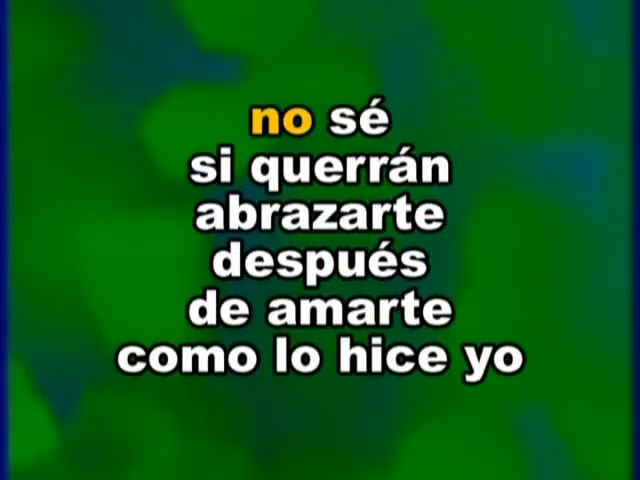 no sé
si querrán
abrazarte
después
de amarte
como lo hice yo